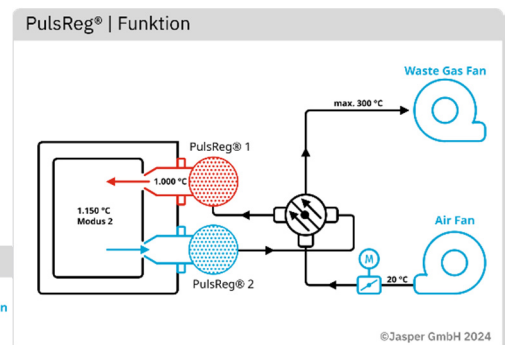 PulsReg® | Funktion
Waste Gas Fan
max. 300 °C
PulsReg® 1
1.000 °C
1.150 °C
Modus 2
Air Fan
M
20 °C
PulsReg® 2
n
©Jasper GmbH 2024